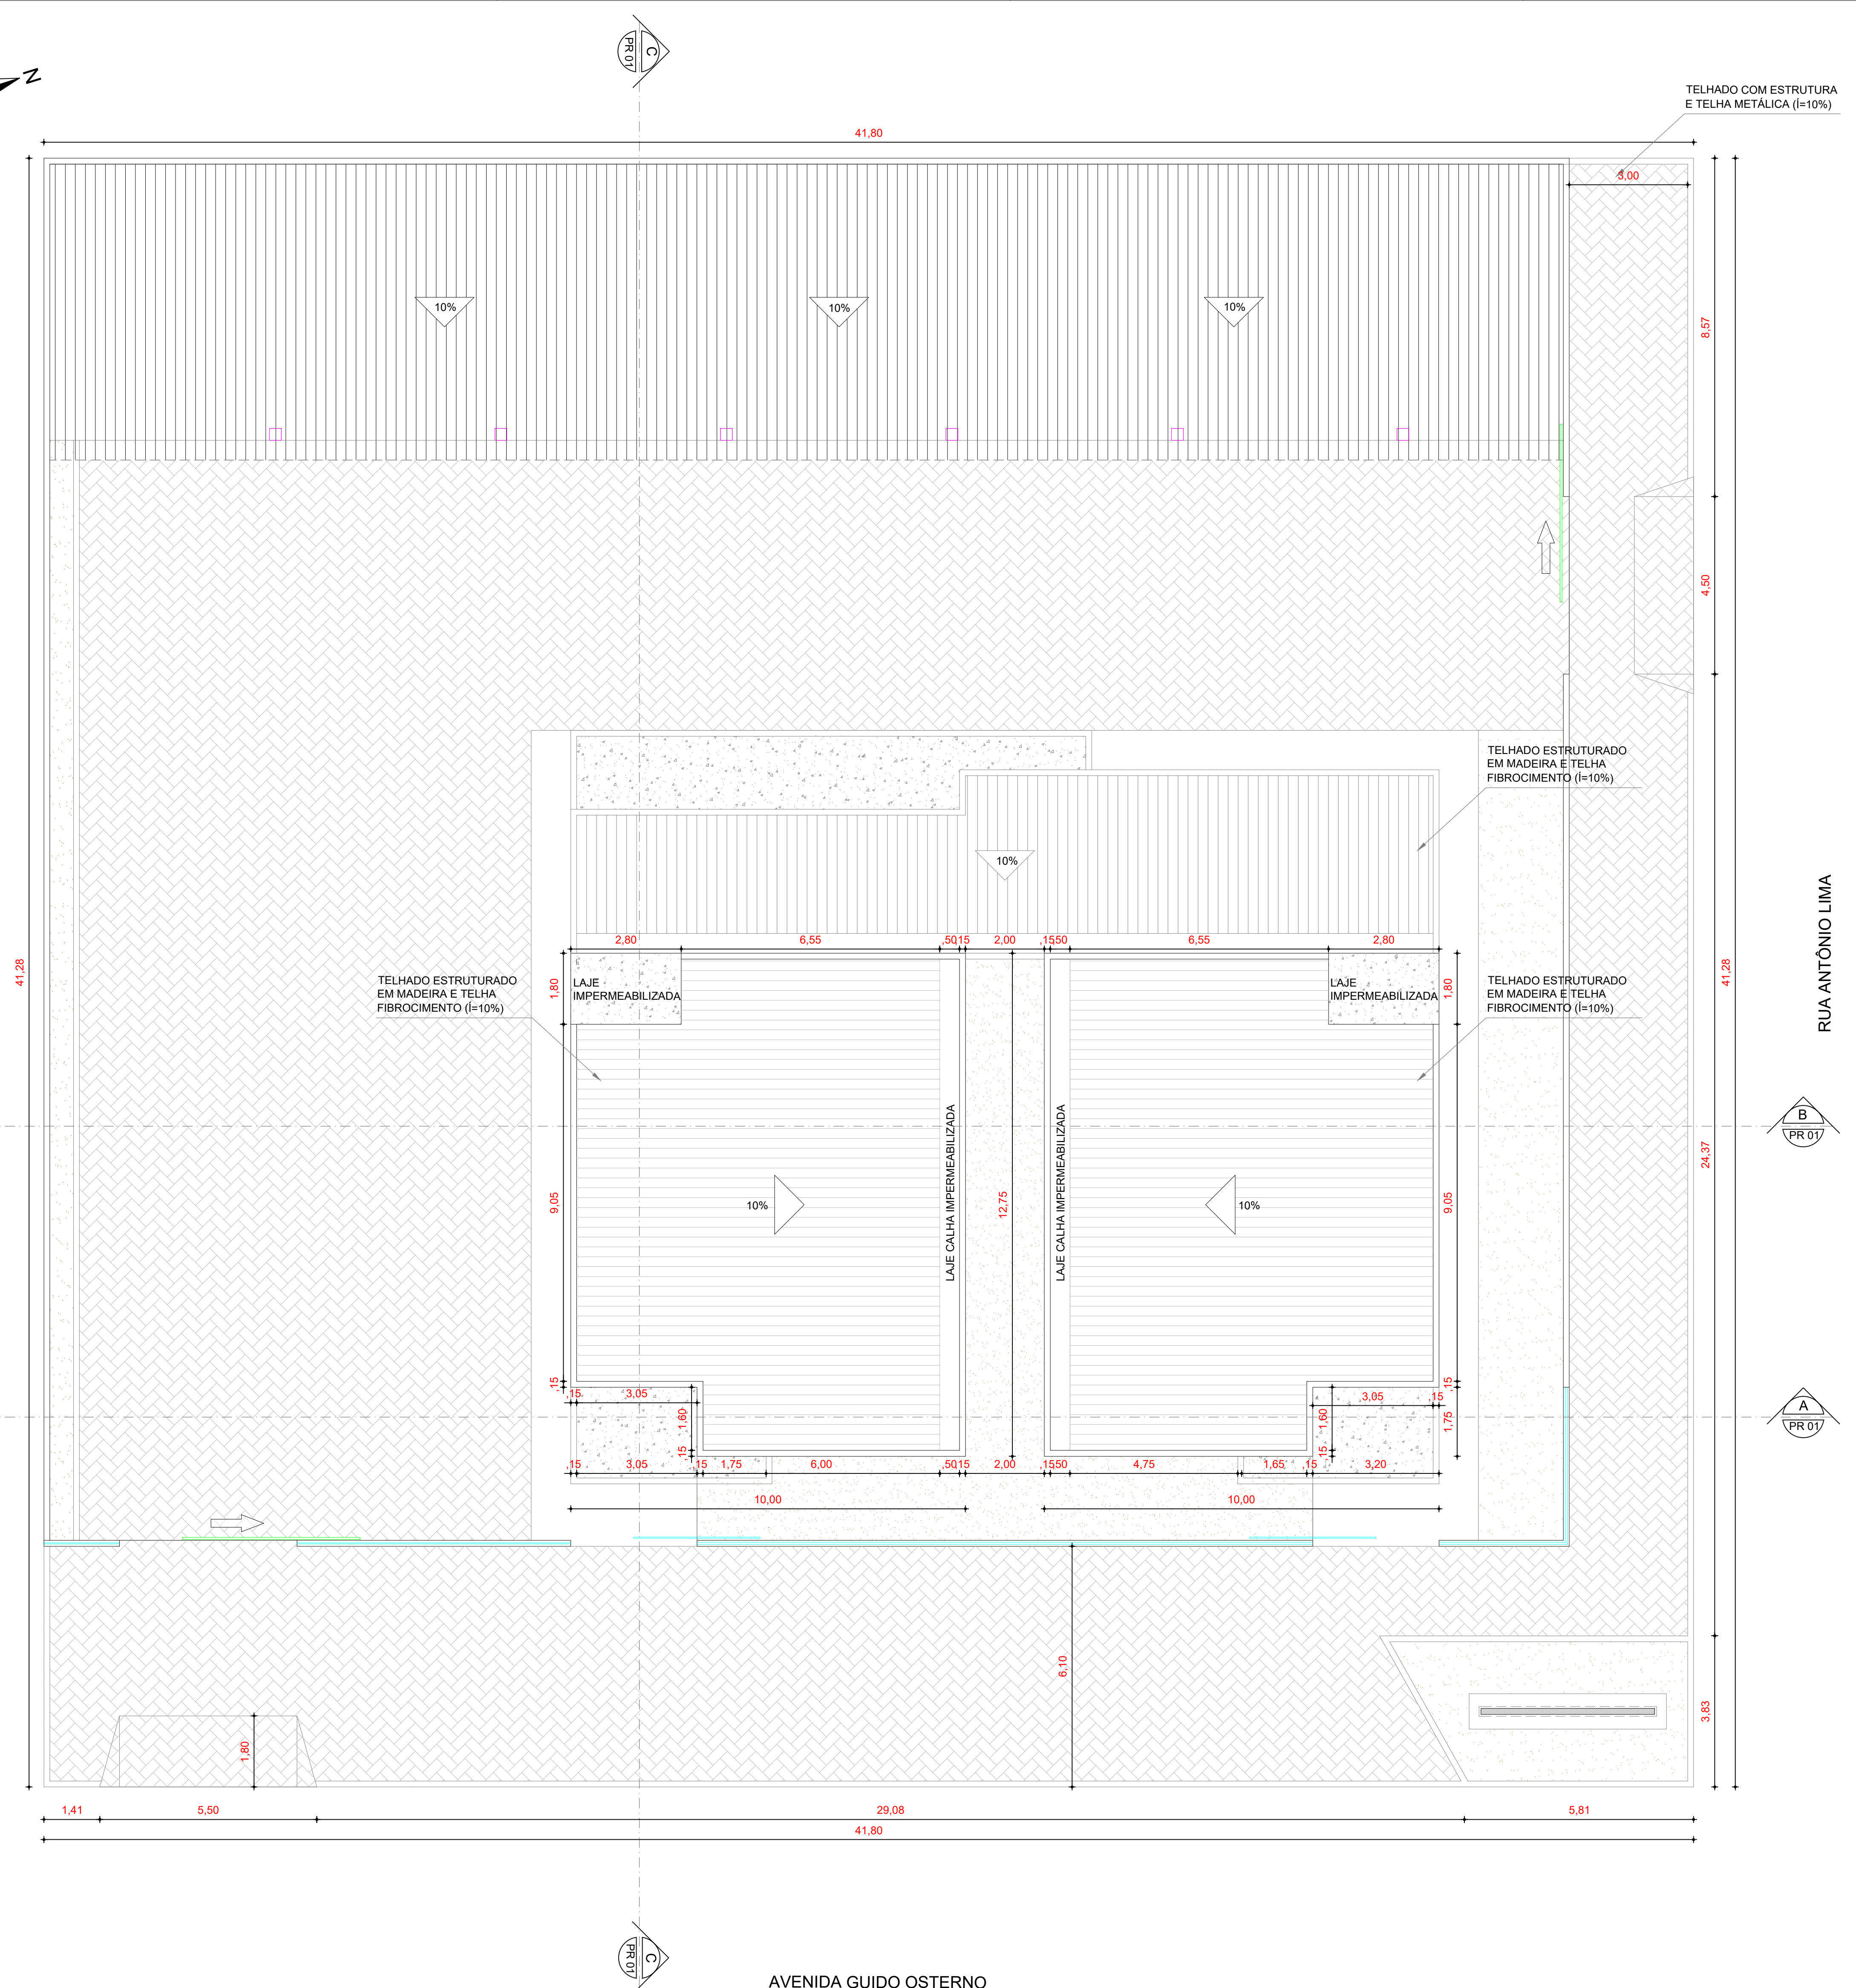 C
PR 01
N
TELHADO COM ESTRUTURA
E TELHA METÁLICA (Í=10%)
41,80
3,00
10%
10%
10%
8,57
4,50
TELHADO ESTRUTURADO
EM MADEIRA E TELHA
FIBROCIMENTO (Í=10%)
10%
RUA ANTÔNIO LIMA
2,80
6,55
,50
,15
2,00
,15
,50
6,55
2,80
41,28
41,28
TELHADO ESTRUTURADO
EM MADEIRA E TELHA
FIBROCIMENTO (Í=10%)
1,80
LAJE
IMPERMEABILIZADA
LAJE
IMPERMEABILIZADA
1,80
TELHADO ESTRUTURADO
EM MADEIRA E TELHA
FIBROCIMENTO (Í=10%)
B
PR 01
24,37
9,05
10%
LAJE CALHA IMPERMEABILIZADA
12,75
LAJE CALHA IMPERMEABILIZADA
10%
9,05
,15
,15
3,05
1,60
,15
3,05
,15
,15
1,60
,15
1,75
A
PR 01
,15
3,05
,15
1,75
6,00
,50
,15
2,00
,15
,50
4,75
1,65
,15
3,20
10,00
10,00
6,10
3,83
1,80
1,41
5,50
29,08
5,81
41,80
C
PR 01
AVENIDA GUIDO OSTERNO